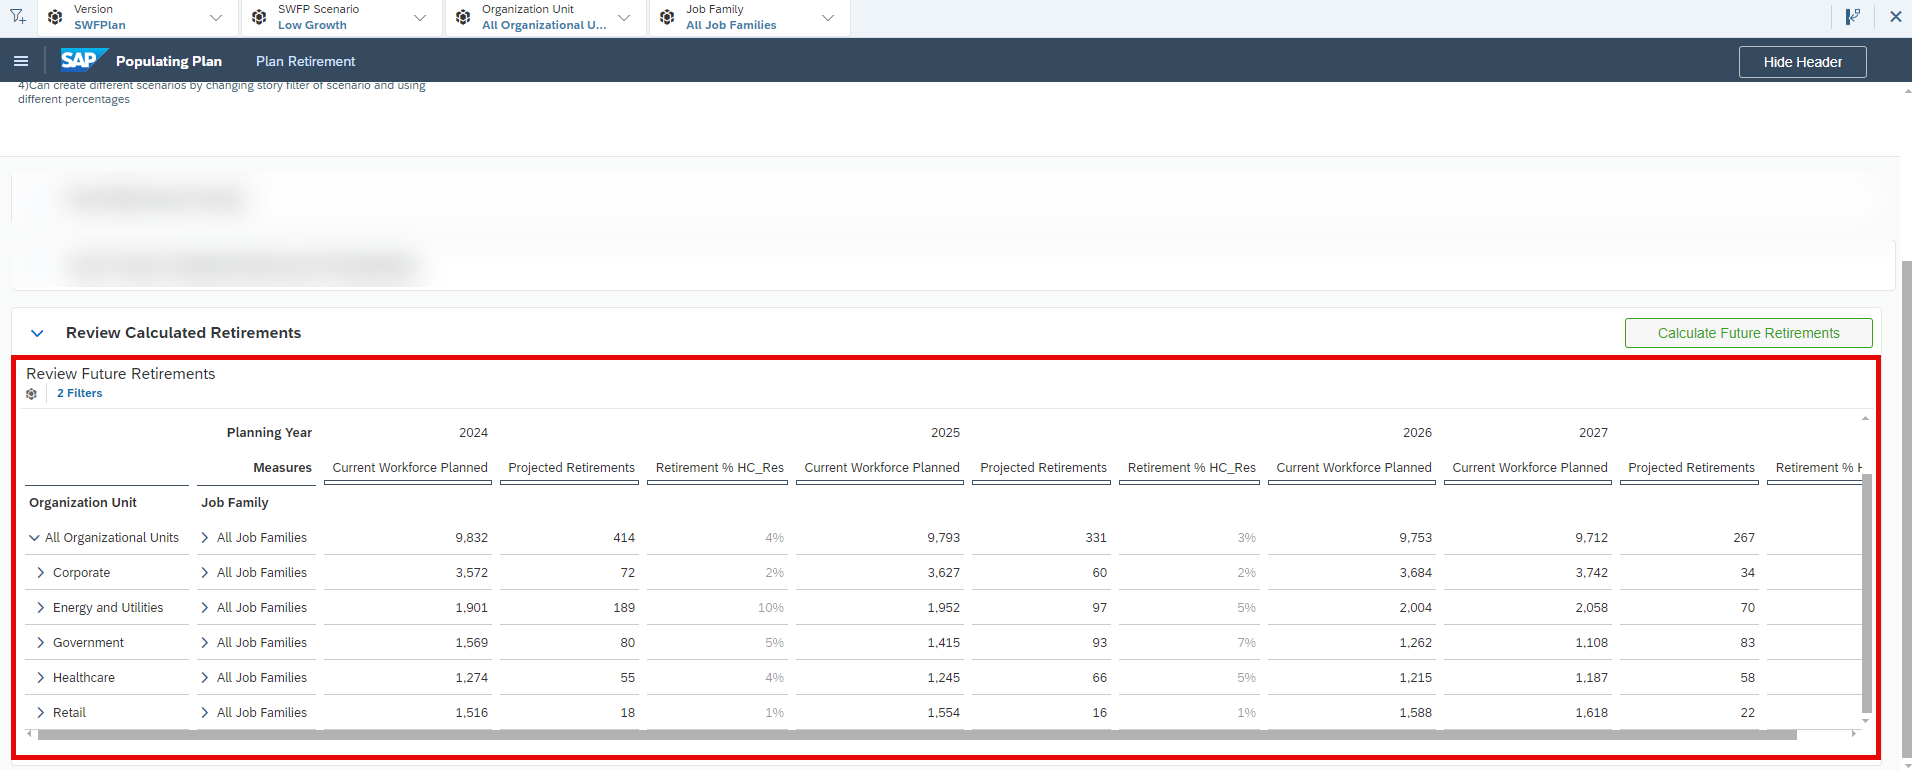 Version
SWFPlan
SWFP Scenario
Low Growth
Organization Unit
All Organizational U...
Job Family
All Job Families
SAP Populating Plan Plan Retirement Hide Header
4)Can create different scenarios by changing story filter of scenario and using
different percentages
Review Calculated Retirements Calculate Future Retirements
Review Future Retirements
2 Filters
Planning Year 2024 2025 2026 2027
Measures Current Workforce Planned Projected Retirements Retirement % HC_Res Current Workforce Planned Projected Retirements Retirement % HC_Res Current Workforce Planned Current Workforce Planned Projected Retirements Retirement % H
Organization Unit Job Family
All Organizational Units All Job Families 9,832 414 4% 9,793 331 3% 9,753 9,712 267
Corporate All Job Families 3,572 72 2% 3,627 60 2% 3,684 3,742 34
Energy and Utilities All Job Families 1,901 189 10% 1,952 97 5% 2,004 2,058 70
Government All Job Families 1,569 80 5% 1,415 93 7% 1,262 1,108 83
Healthcare All Job Families 1,274 55 4% 1,245 66 5% 1,215 1,187 58
Retail All Job Families 1,516 18 1% 1,554 16 1% 1,588 1,618 22